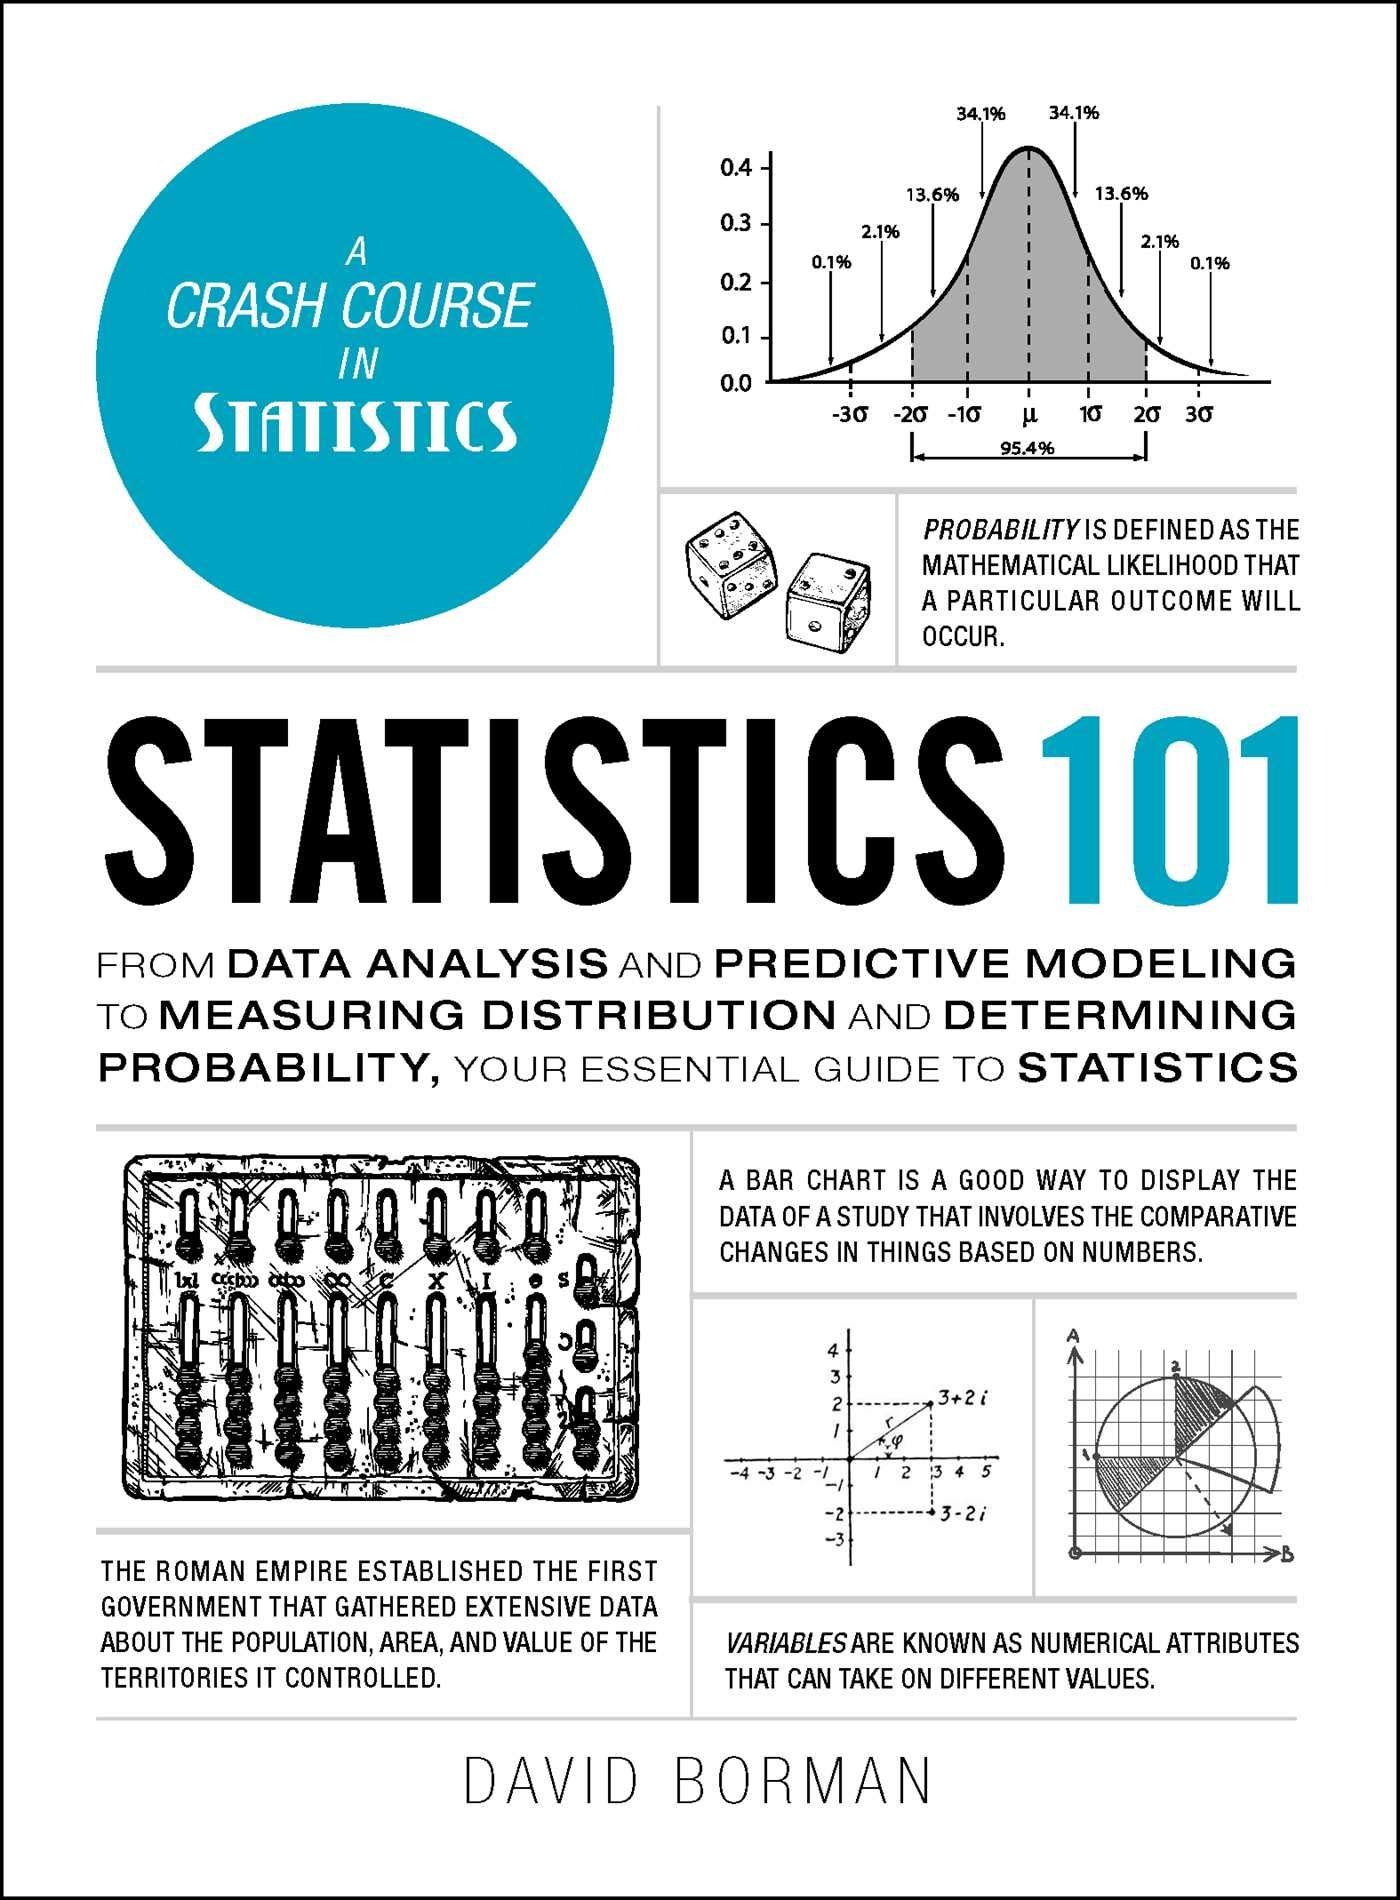 A
CRASH COURSE
IN
STATISTICS
34.1% 34.1%
13.6% 13.6%
2.1% 2.1%
0.1% 0.1%
0.4
0.3
0.2
0.1
0.0
-3σ -2σ -1σ μ 1σ 2σ 3σ
95.4%
PROBABILITY IS DEFINED AS THE
MATHEMATICAL LIKELIHOOD THAT
A PARTICULAR OUTCOME WILL
OCCUR.
STATISTICS 101
FROM DATA ANALYSIS AND PREDICTIVE MODELING
TO MEASURING DISTRIBUTION AND DETERMINING
PROBABILITY, YOUR ESSENTIAL GUIDE TO STATISTICS
C X I
S
A BAR CHART IS A GOOD WAY TO DISPLAY THE
DATA OF A STUDY THAT INVOLVES THE COMPARATIVE
CHANGES IN THINGS BASED ON NUMBERS.
4
3
2
1
3+2i
r
φ
-4 -3 -2 -1 1 2 3 4 5
-1
-2
-3
3-2i
A
2
1
B
THE ROMAN EMPIRE ESTABLISHED THE FIRST
GOVERNMENT THAT GATHERED EXTENSIVE DATA
ABOUT THE POPULATION, AREA, AND VALUE OF THE
TERRITORIES IT CONTROLLED.
VARIABLES ARE KNOWN AS NUMERICAL ATTRIBUTES
THAT CAN TAKE ON DIFFERENT VALUES.
DAVID BORMAN